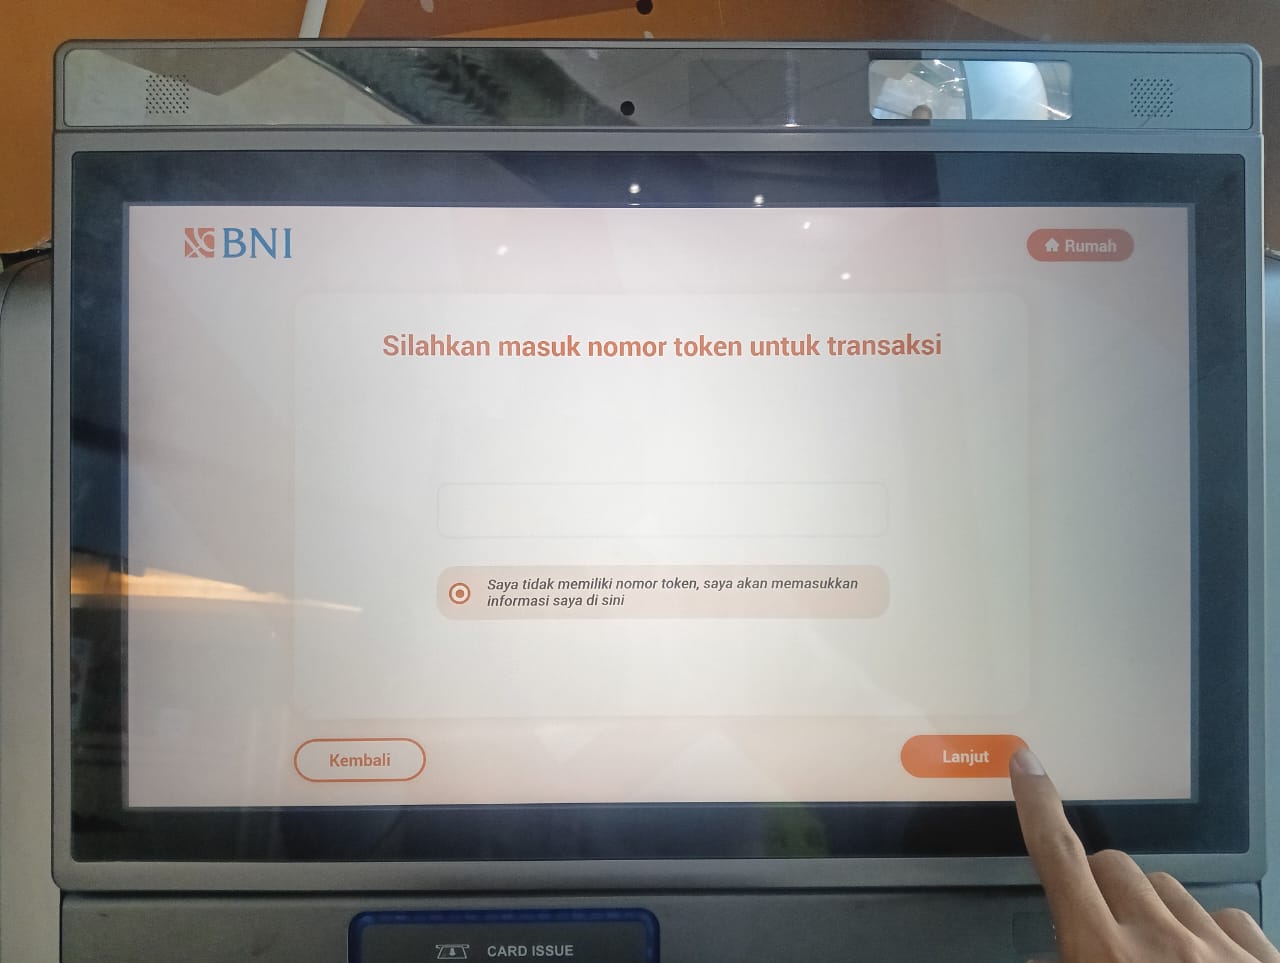 BNI
Rumah
Silahkan masuk nomor token untuk transaksi
Saya tidak memiliki nomor token, saya akan memasukkan
informasi saya di sini
Kembali
Lanjut
CARD ISSUE